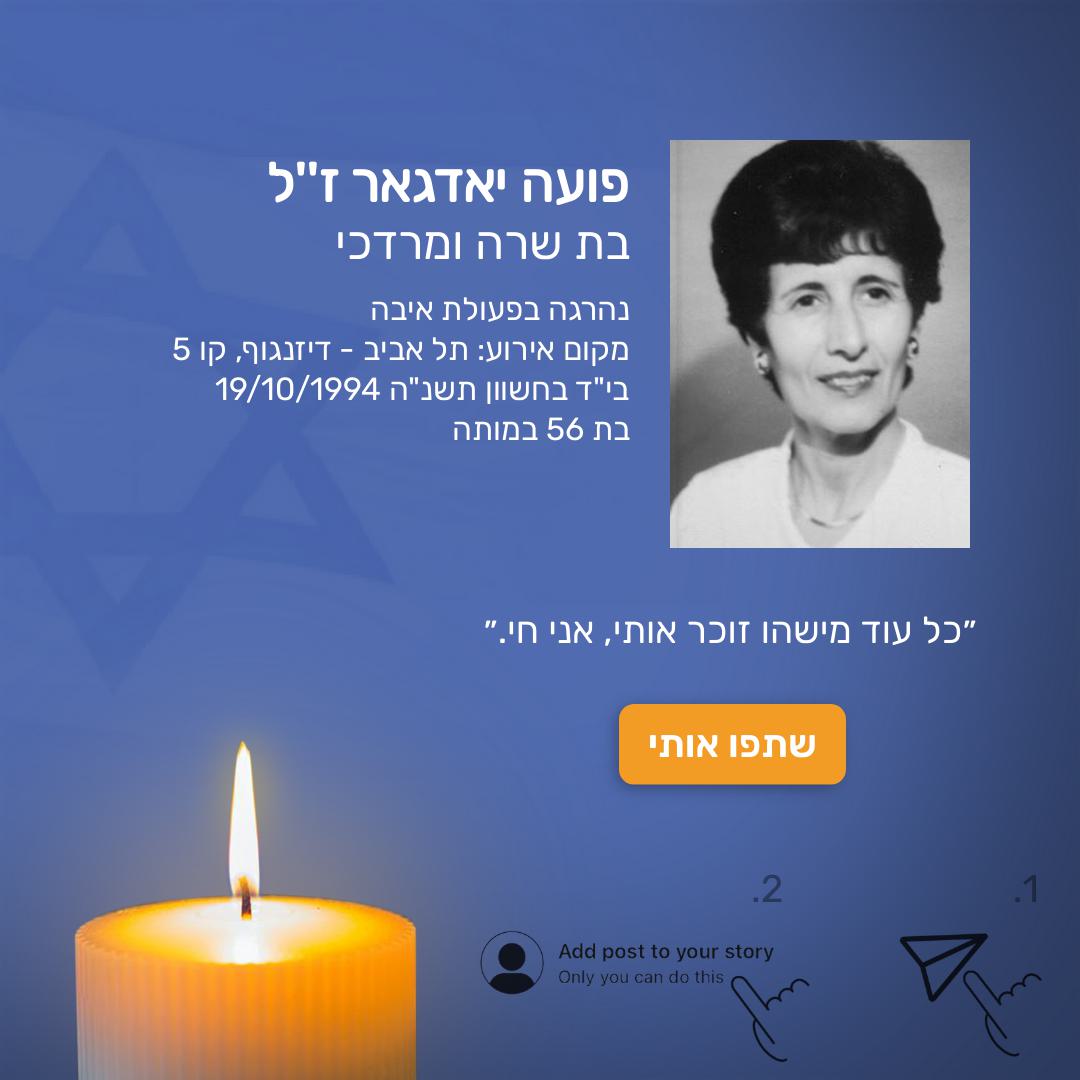 פועה יאדגאר ז"ל
בת שרה ומרדכי
נהרגה בפעולת איבה
מקום אירוע: תל אביב - דיזנגוף, קו 5
בי"ד בחשוון תשנ"ה 19/10/1994
בת 56 במותה
״כל עוד מישהו זוכר אותי, אני חי.״
שתפו אותי
1.
2.
Add post to your story
Only you can do this